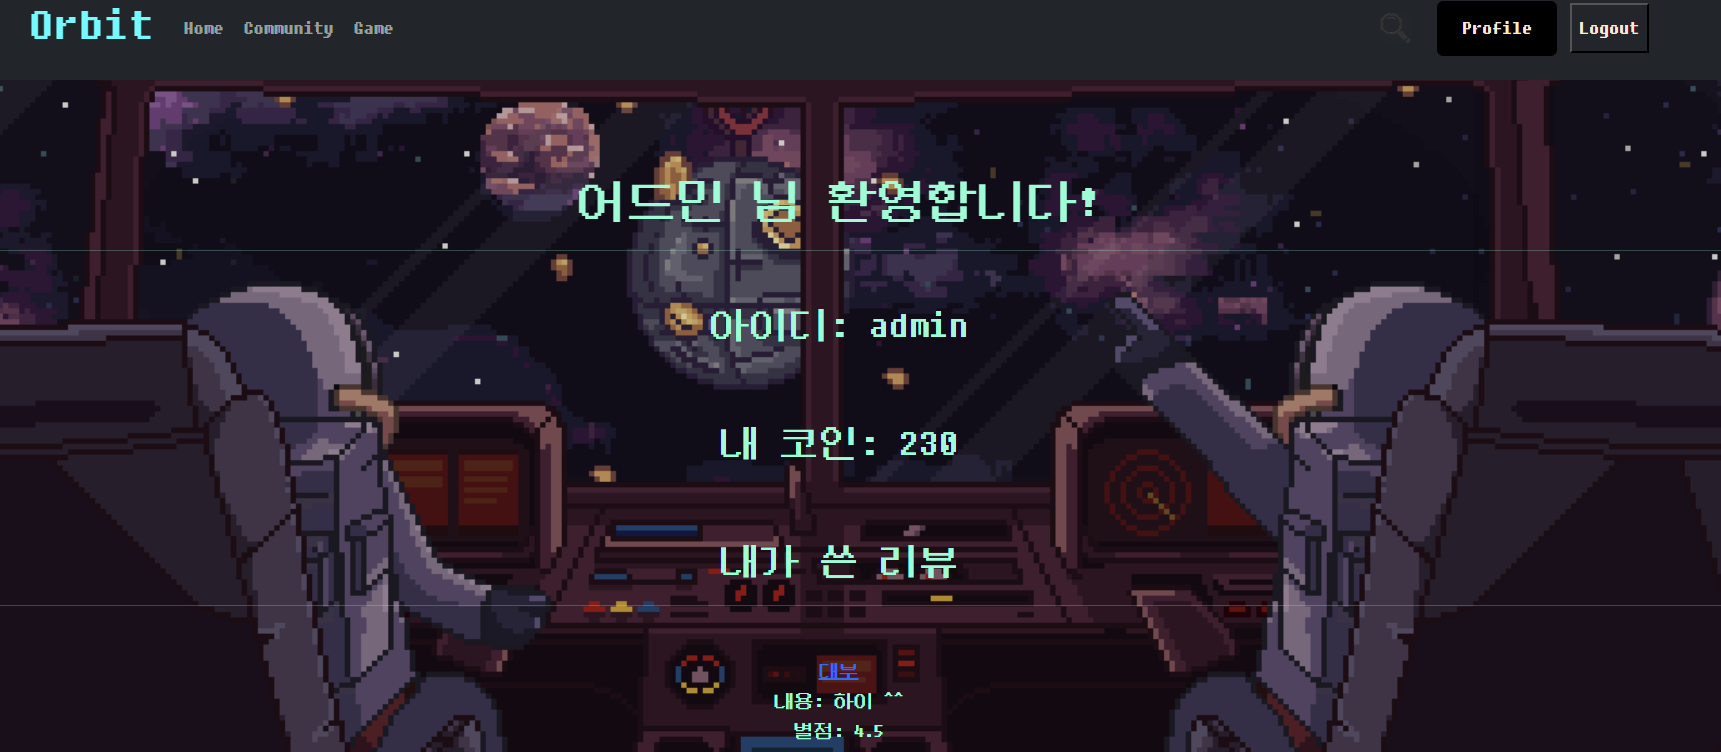 Orbit Home Community Game Profile Logout
어드민 님 환영합니다!
아이디: admin
내 코인: 230
내가 쓴 리뷰
대부
내용: 하이 ^^
별점: 4.5